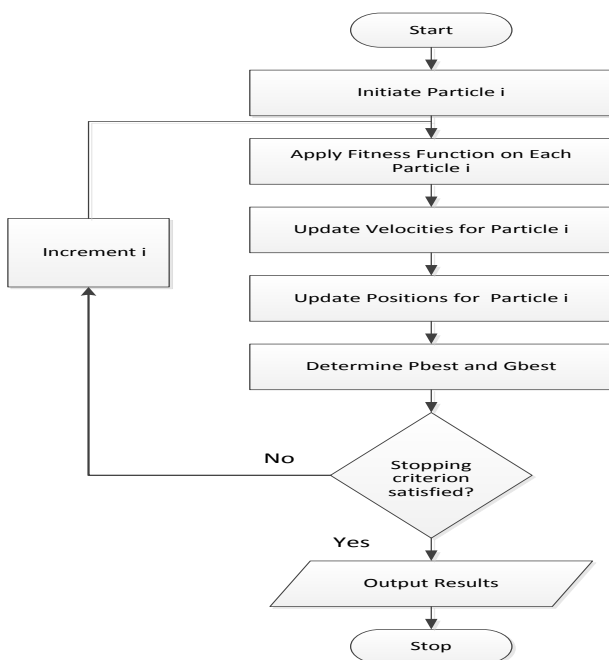 Start
Initiate Particle i
Apply Fitness Function on Each
Particle i
Update Velocities for Particle i
Increment i
Update Positions for Particle i
Determine Pbest and Gbest
No
Stopping
criterion
satisfied?
Yes
Output Results
Stop